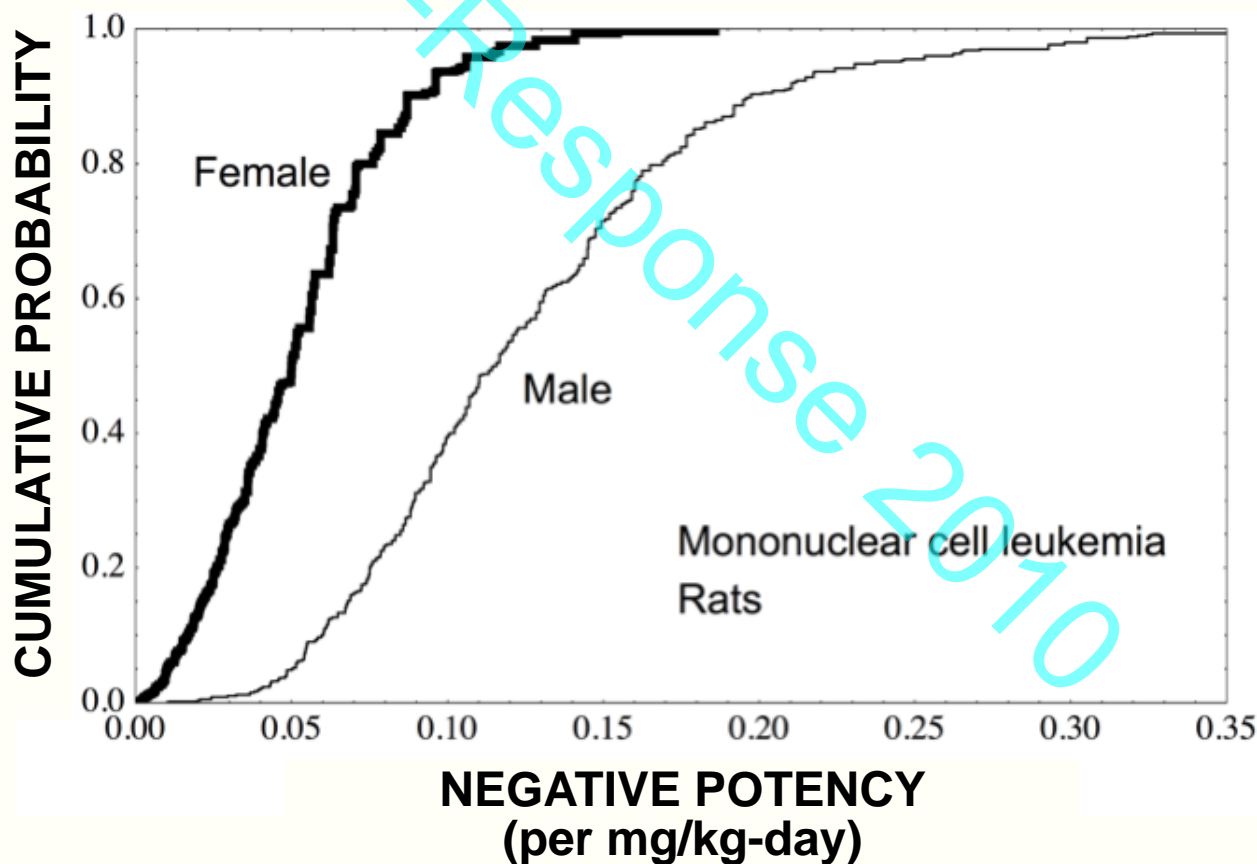 CUMULATIVE PROBABILITY
1.0
0.8
0.6
0.4
0.2
0.0
Female
Male
Mononuclear cell leukemia
Rats
0.00 0.05 0.10 0.15 0.20 0.25 0.30 0.35
NEGATIVE POTENCY
(per mg/kg-day)
Response 2010